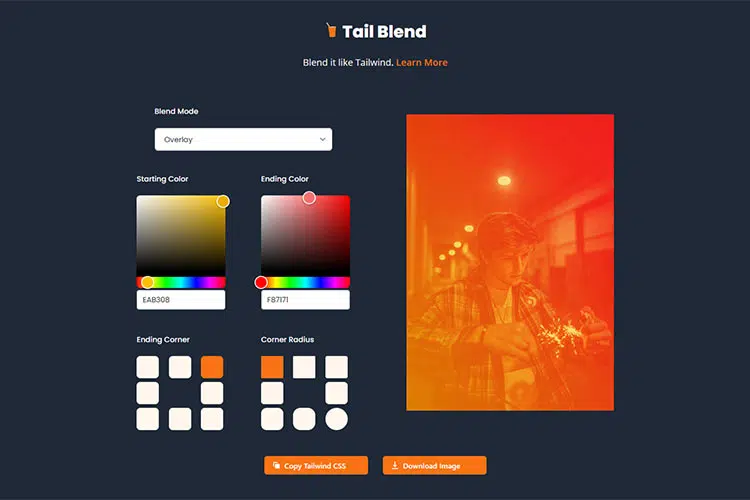 Tail Blend
Blend it like Tailwind. Learn More
Blend Mode
Overlay
Starting Color
Ending Color
EAB308
F87171
Ending Corner
Corner Radius
Copy Tailwind CSS
Download Image